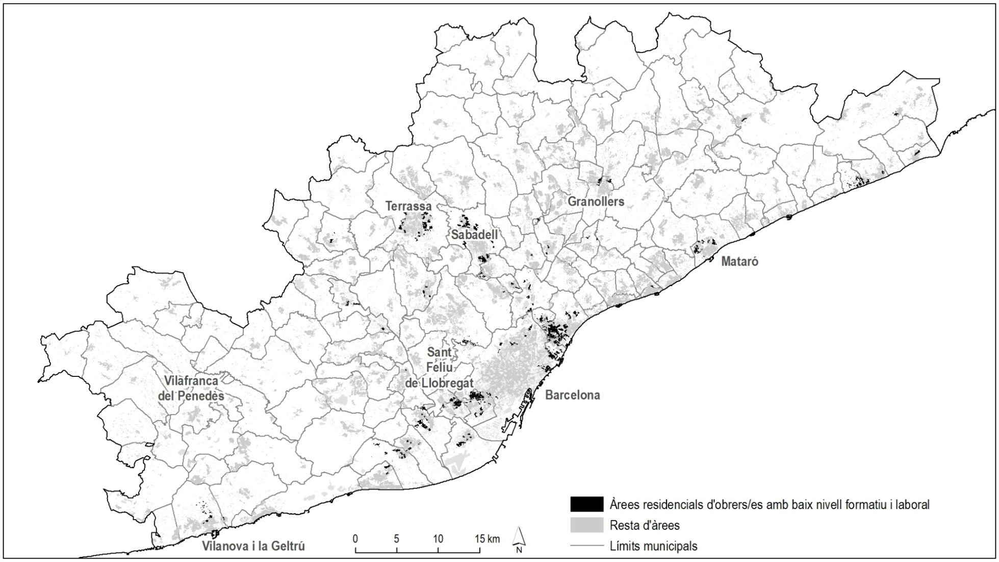 Terrassa
Granollers
Sabadell
Mataró
Sant
Feliu
de Llobregat
Vilafranca
del Penedès
Barcelona
Vilanova i la Geltrú
0 5 10 15 km
N
Àrees residencials d'obrers/es amb baix nivell formatiu i laboral
Resta d'àrees
Límits municipals